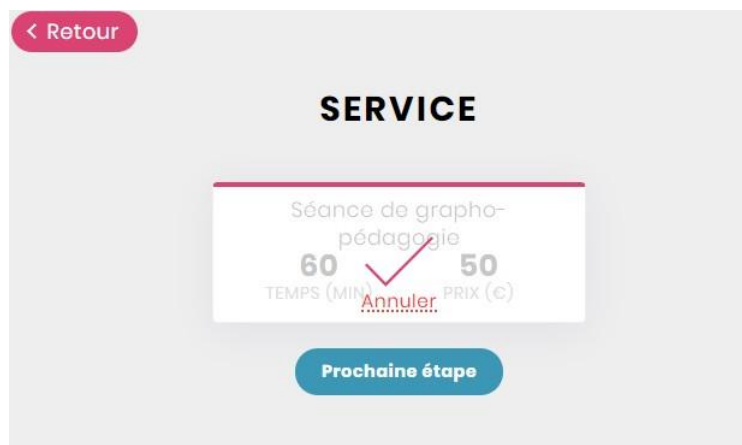 < Retour
SERVICE
Séance de grapho-
pédagogie
60 50
TEMPS (MIN) PRIX (€)
Annuler
Prochaine étape